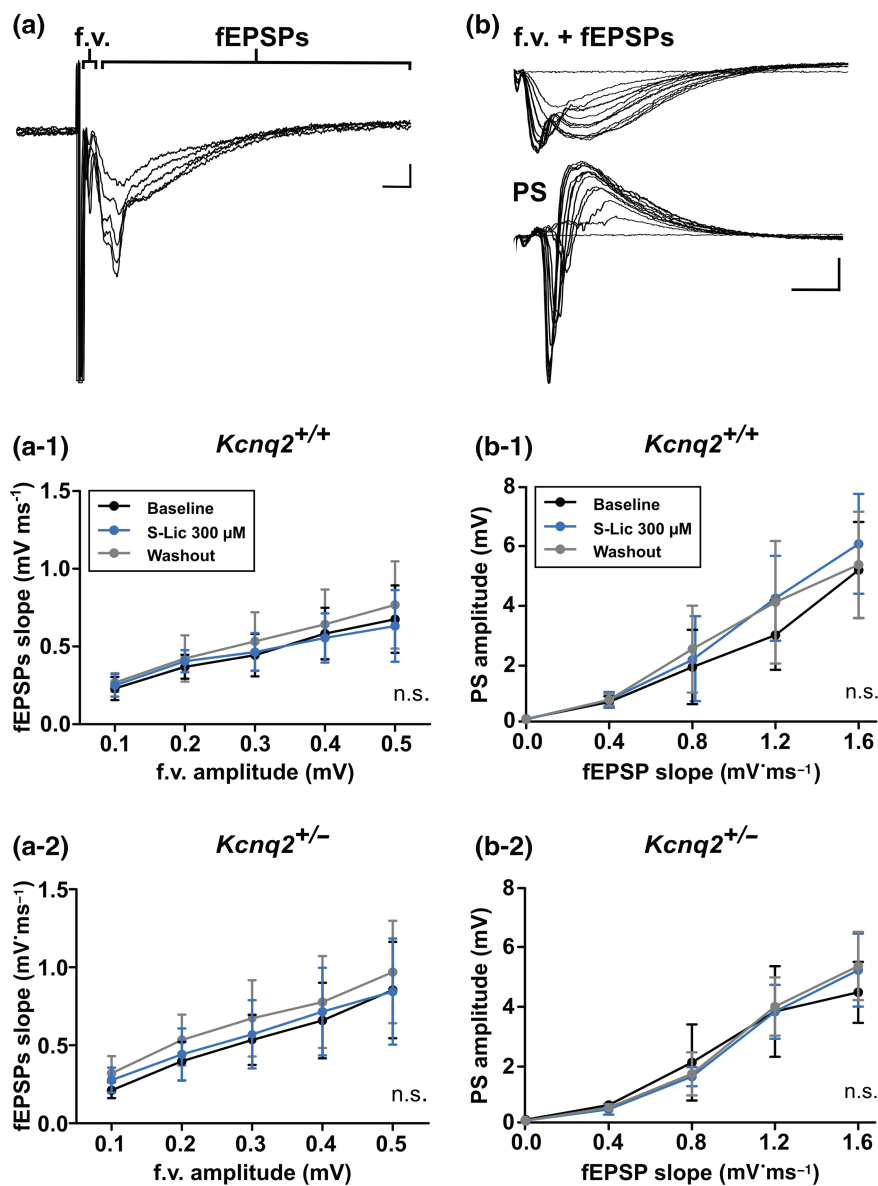 (a)
f.v.
fEPSPs
(b)
f.v. + fEPSPs
PS
(a-1)
Kcnq2+/+
fEPSPs slope (mV ms-1)
1.5
1.0
0.5
0.0
Baseline
S-Lic 300 µM
Washout
n.s.
0.1 0.2 0.3 0.4 0.5
f.v. amplitude (mV)
(b-1)
Kcnq2+/+
PS amplitude (mV)
8
6
4
2
0
Baseline
S-Lic 300 µM
Washout
n.s.
0.0 0.4 0.8 1.2 1.6
fEPSP slope (mV·ms−1)
(a-2)
Kcnq2+/−
fEPSPs slope (mV·ms−1)
1.5
1.0
0.5
0.0
n.s.
0.1 0.2 0.3 0.4 0.5
f.v. amplitude (mV)
(b-2)
Kcnq2+/−
PS amplitude (mV)
8
6
4
2
0
n.s.
0.0 0.4 0.8 1.2 1.6
fEPSP slope (mV·ms−1)